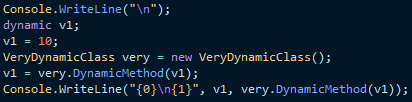 Console.WriteLine("\n");
dynamic v1;
v1 = 10;
VeryDynamicClass very = new VeryDynamicClass();
v1 = very.DynamicMethod(v1);
Console.WriteLine("{0}\n{1}", v1, very.DynamicMethod(v1));